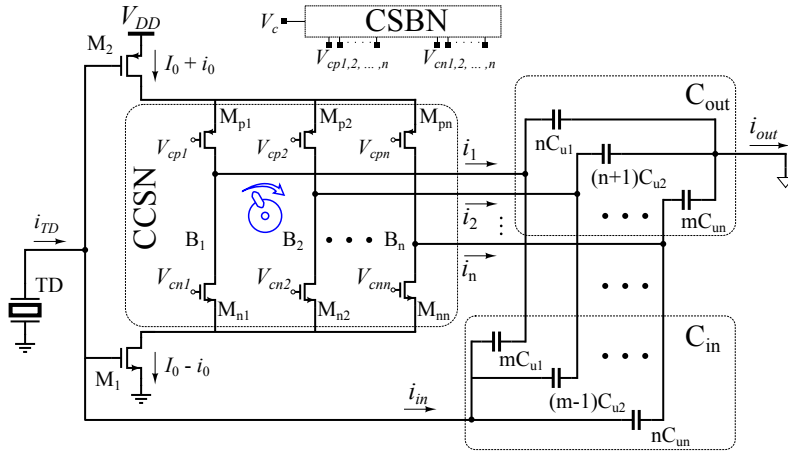 V_c
CSBN
V_cp1,2, ... ,n
V_cn1,2, ... ,n
V_DD
M_2
I_0 + i_0
M_p1
M_p2
M_pn
V_cp1
V_cp2
V_cpn
CCSN
B_1
B_2
B_n
V_cn1
V_cn2
V_cnn
M_n1
M_n2
M_nn
i_TD
TD
M_1
I_0 - i_0
i_1
i_2
i_n
i_in
C_out
nC_u1
(n+1)C_u2
mC_un
i_out
C_in
mC_u1
(m-1)C_u2
nC_un